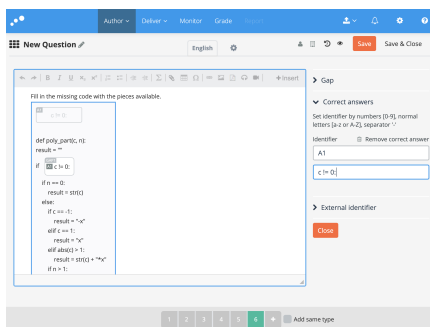 Author Deliver Monitor Grade
New Question
English
Save Save & Close
B I U x, x² Σ Ω + Insert
Fill in the missing code with the pieces available.
c != 0
def poly_part(c, n):
result = ""
if A1 c != 0:
if n == 0:
result = str(c)
else:
if c == -1:
result = "-x"
elif c == 1:
result = "x"
elif abs(c) > 1:
result = str(c) + "*x"
if n > 1:
Gap
Correct answers
Set identifier by numbers [0-9], normal
letters [a-z or A-Z], separator '-'
Identifier Remove correct answer
A1
c != 0:
External identifier
Close
1 2 3 4 5 6 + Add same type